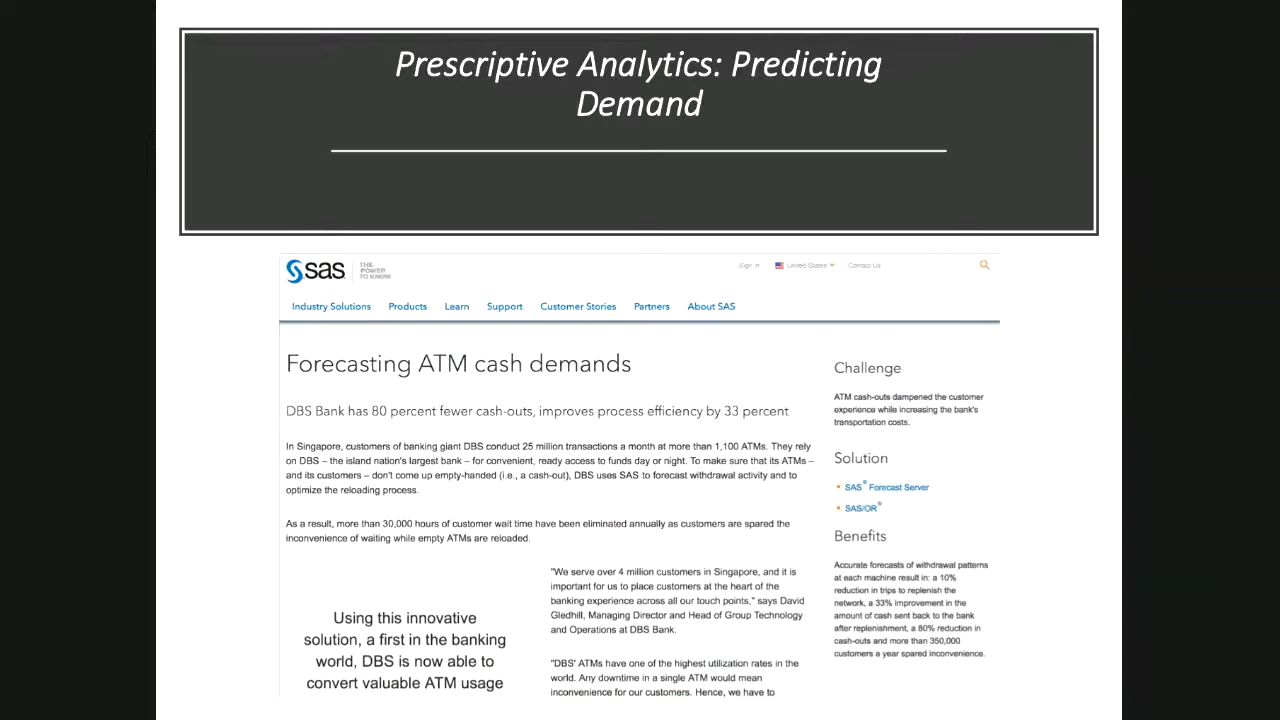 Prescriptive Analytics: Predicting
Demand
sas
THE
POWER
TO KNOW
Sign In
United States
Contact Us
Industry Solutions
Products
Learn
Support
Customer Stories
Partners
About SAS
Forecasting ATM cash demands
DBS Bank has 80 percent fewer cash-outs, improves process efficiency by 33 percent
In Singapore, customers of banking giant DBS conduct 25 million transactions a month at more than 1,100 ATMs. They rely
on DBS – the island nation's largest bank – for convenient, ready access to funds day or night. To make sure that its ATMs –
and its customers – don't come up empty-handed (i.e., a cash-out), DBS uses SAS to forecast withdrawal activity and to
optimize the reloading process.
As a result, more than 30,000 hours of customer wait time have been eliminated annually as customers are spared the
inconvenience of waiting while empty ATMs are reloaded.
Using this innovative
solution, a first in the banking
world, DBS is now able to
convert valuable ATM usage
"We serve over 4 million customers in Singapore, and it is
important for us to place customers at the heart of the
banking experience across all our touch points," says David
Gledhill, Managing Director and Head of Group Technology
and Operations at DBS Bank.
"DBS' ATMs have one of the highest utilization rates in the
world. Any downtime in a single ATM would mean
inconvenience for our customers. Hence, we have to
Challenge
ATM cash-outs dampened the customer
experience while increasing the bank's
transportation costs.
Solution
• SAS® Forecast Server
• SAS/OR®
Benefits
Accurate forecasts of withdrawal patterns
at each machine result in: a 10%
reduction in trips to replenish the
network, a 33% improvement in the
amount of cash sent back to the bank
after replenishment, a 80% reduction in
cash-outs and more than 350,000
customers a year spared inconvenience.